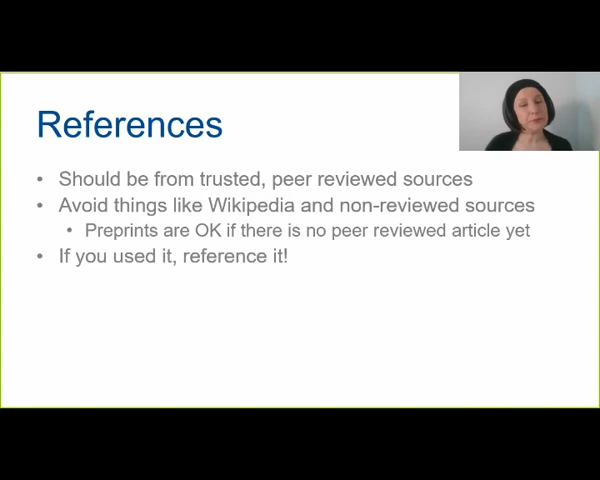 References
• Should be from trusted, peer reviewed sources
• Avoid things like Wikipedia and non-reviewed sources
• Preprints are OK if there is no peer reviewed article yet
• If you used it, reference it!